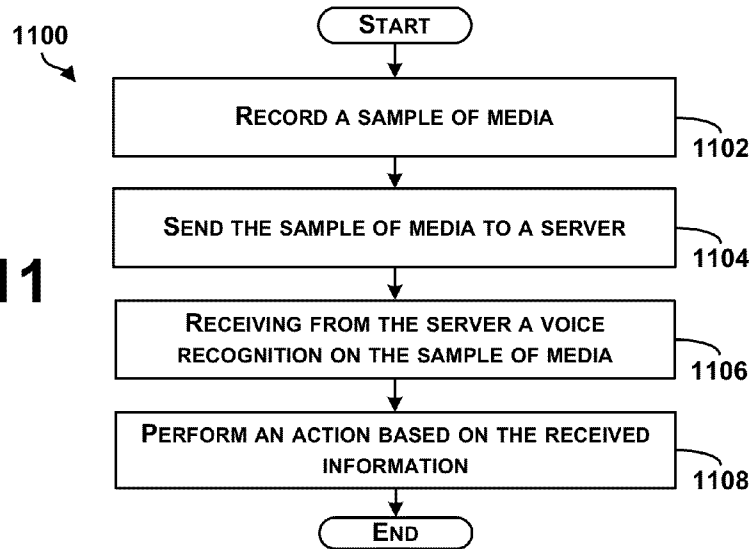 START
1100
RECORD A SAMPLE OF MEDIA
1102
SEND THE SAMPLE OF MEDIA TO A SERVER
1104
11
RECEIVING FROM THE SERVER A VOICE
RECOGNITION ON THE SAMPLE OF MEDIA
1106
PERFORM AN ACTION BASED ON THE RECEIVED
INFORMATION
1108
END